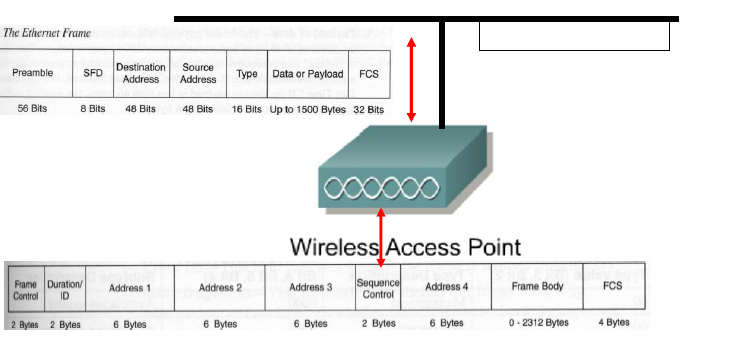 The Ethernet Frame
Preamble SFD Destination Address Source Address Type Data or Payload FCS
56 Bits 8 Bits 48 Bits 48 Bits 16 Bits Up to 1500 Bytes 32 Bits
Wireless Access Point
Frame Control Duration/ ID Address 1 Address 2 Address 3 Sequence Control Address 4 Frame Body FCS
2 Bytes 2 Bytes 6 Bytes 6 Bytes 6 Bytes 2 Bytes 6 Bytes 0 - 2312 Bytes 4 Bytes